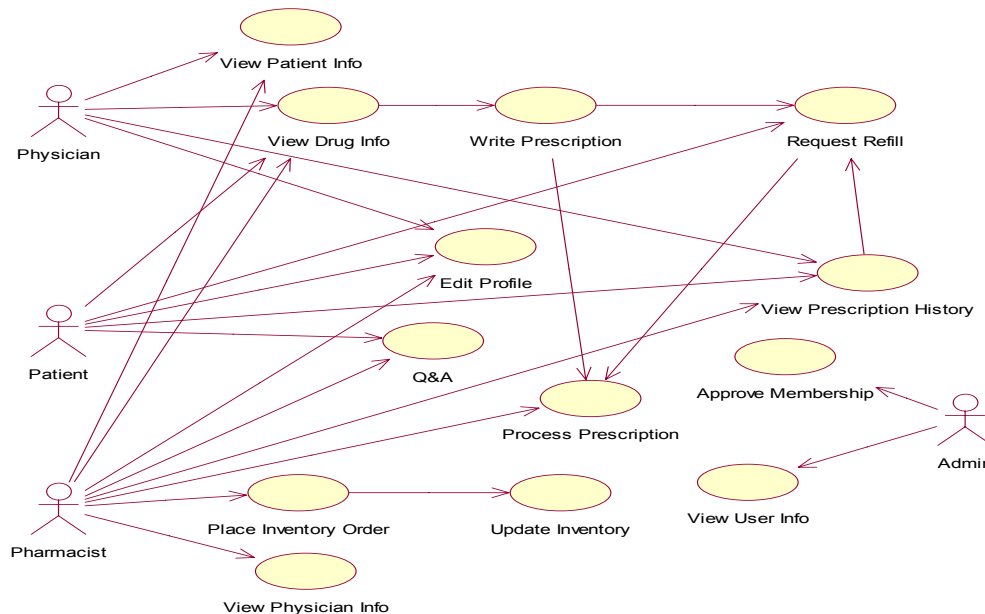 View Patient Info
Physician
View Drug Info
Write Prescription
Request Refill
Edit Profile
View Prescription History
Patient
Q&A
Approve Membership
Process Prescription
Admin
Pharmacist
Place Inventory Order
Update Inventory
View User Info
View Physician Info